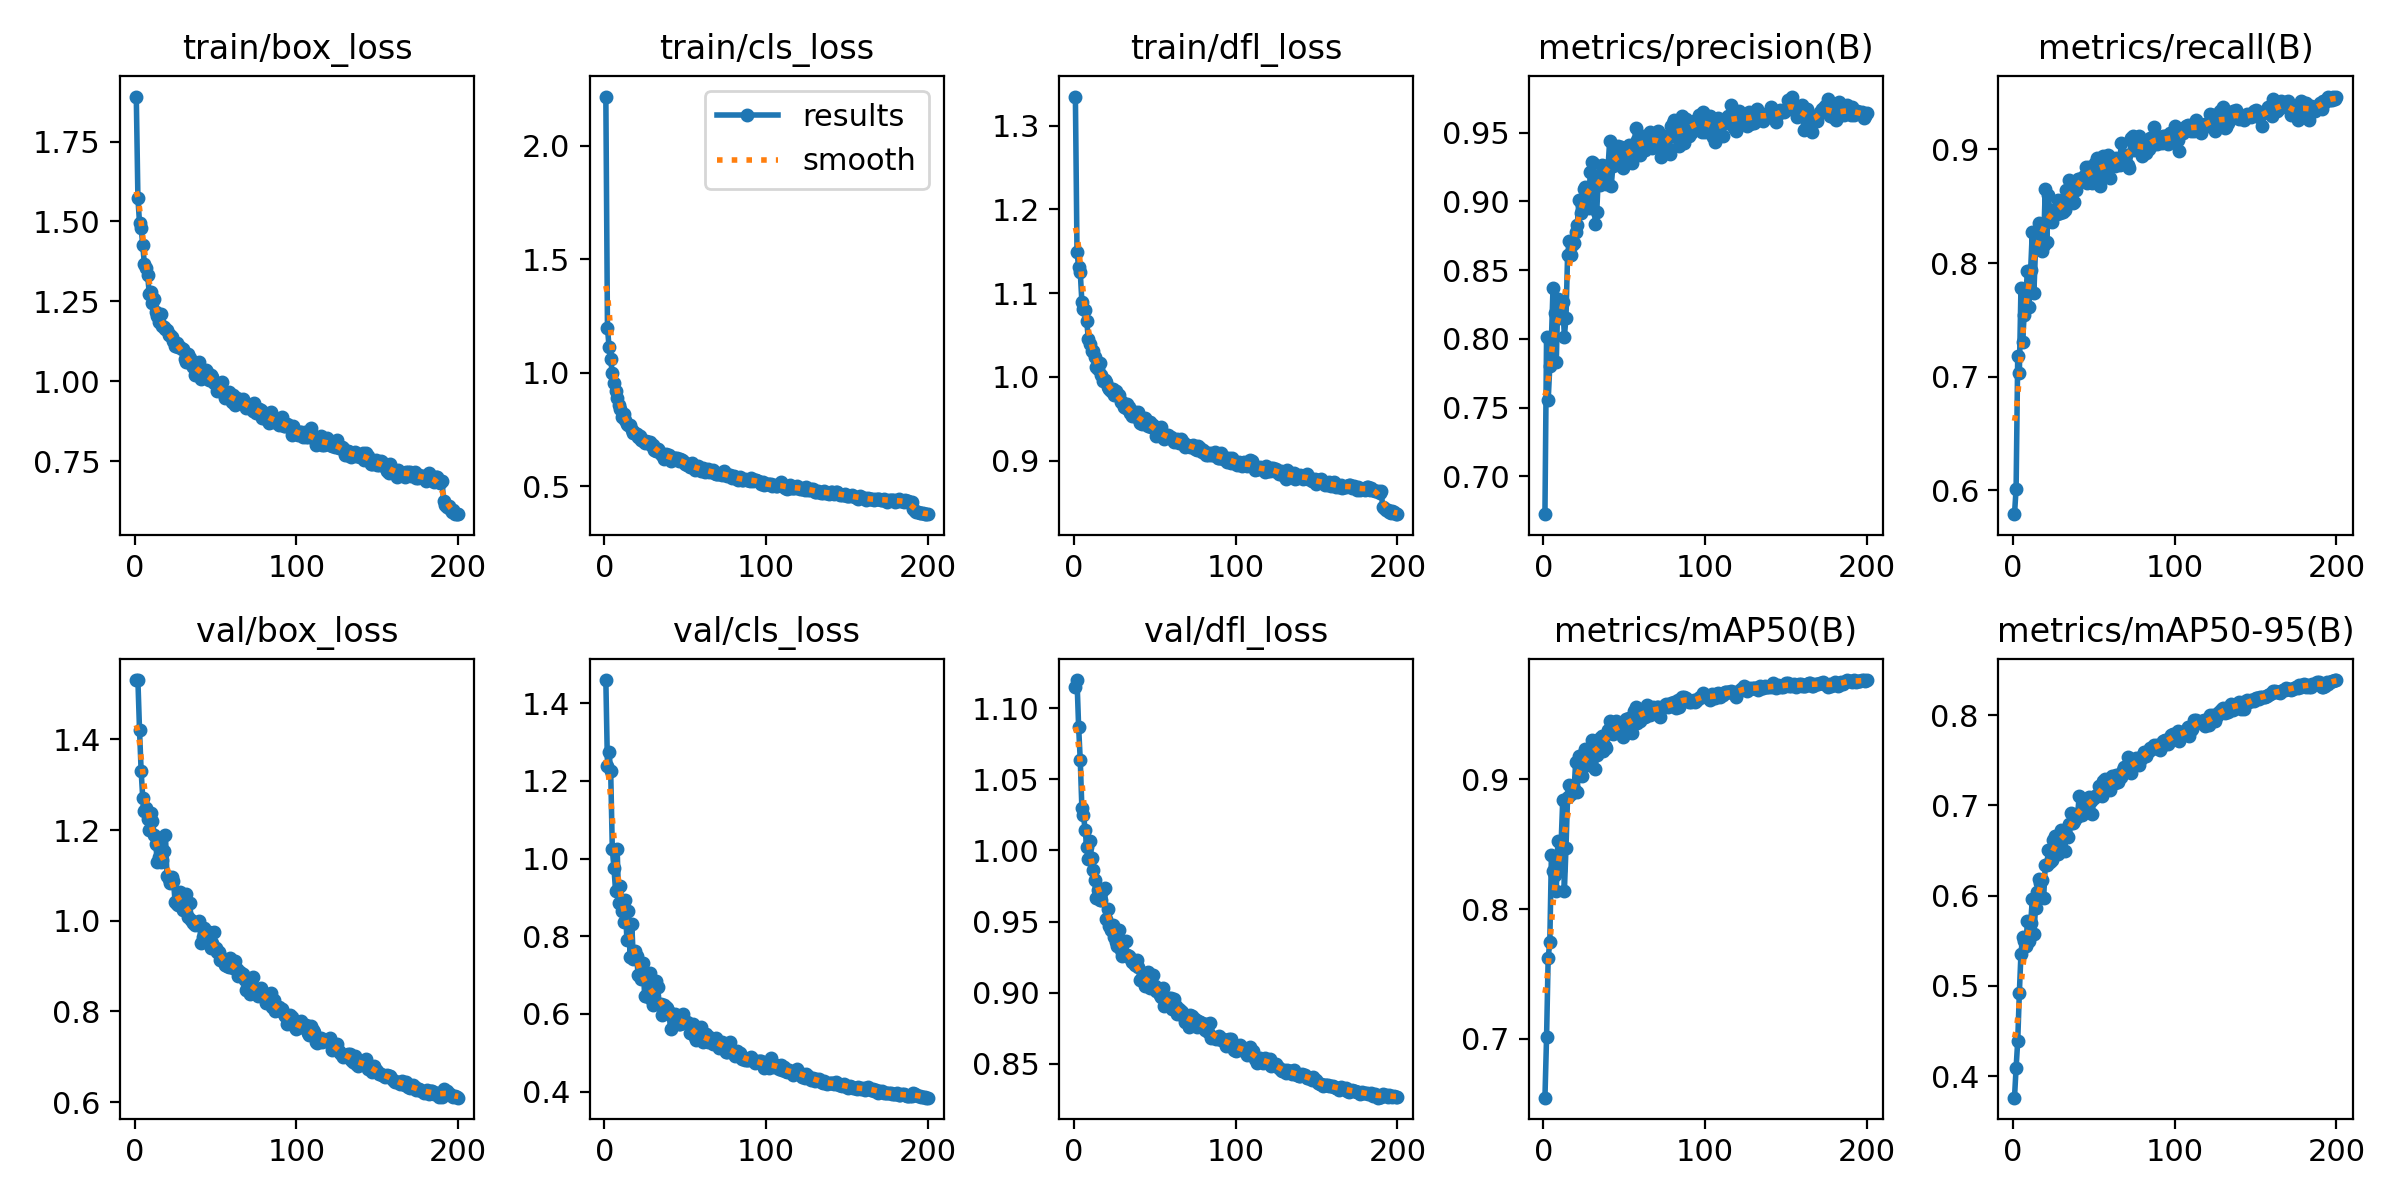 train/box_loss
1.75
1.50
1.25
1.00
0.75
0 100 200
train/cls_loss
results
smooth
2.0
1.5
1.0
0.5
0 100 200
train/dfl_loss
1.3
1.2
1.1
1.0
0.9
0 100 200
metrics/precision(B)
0.95
0.90
0.85
0.80
0.75
0.70
0 100 200
metrics/recall(B)
0.9
0.8
0.7
0.6
0 100 200
val/box_loss
1.4
1.2
1.0
0.8
0.6
0 100 200
val/cls_loss
1.4
1.2
1.0
0.8
0.6
0.4
0 100 200
val/dfl_loss
1.10
1.05
1.00
0.95
0.90
0.85
0 100 200
metrics/mAP50(B)
0.9
0.8
0.7
0 100 200
metrics/mAP50-95(B)
0.8
0.7
0.6
0.5
0.4
0 100 200